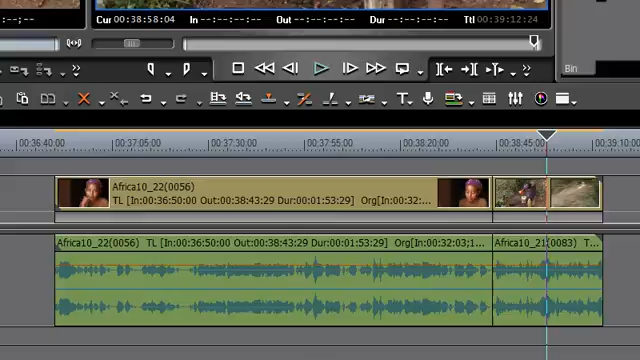 Cur 00:38:58:04 In --:--:--:-- Out --:--:--:-- Dur --:--:--:-- Ttl 00:39:12:24
Bin
T
00:36:40:00 00:37:05:00 00:37:30:00 00:37:55:00 00:38:20:00 00:38:45:00 00:39:10:00
Africa10_22(0056)
TL [In:00:36:50:00 Out:00:38:43:29 Dur:00:01:53:29] Org[In:00:32:...
Africa10_22(0056) TL [In:00:36:50:00 Out:00:38:43:29 Dur:00:01:53:29] Org[In:00:32:03;1... Africa10_21(0083) T...